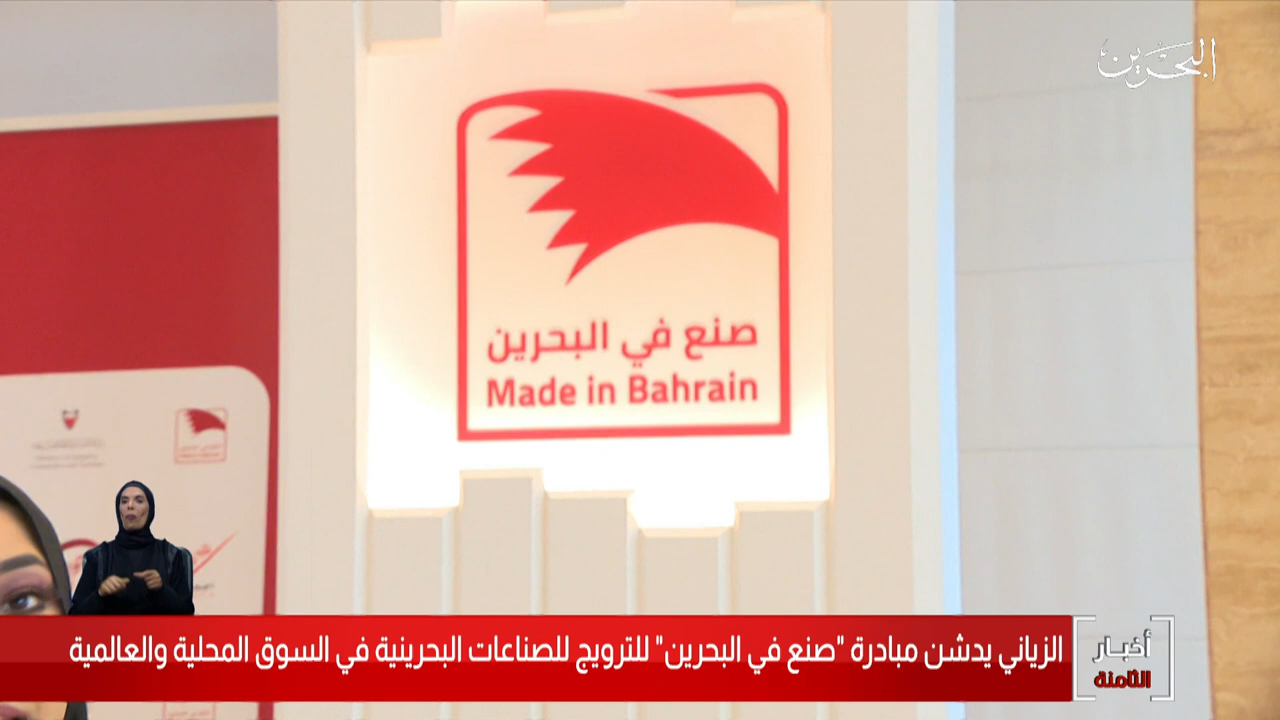 البحرين
صنع في البحرين
Made in Bahrain
الزياني يدشن مبادرة "صنع في البحرين" للترويج للصناعات البحرينية في السوق المحلية والعالمية
أخبار
الثامنة